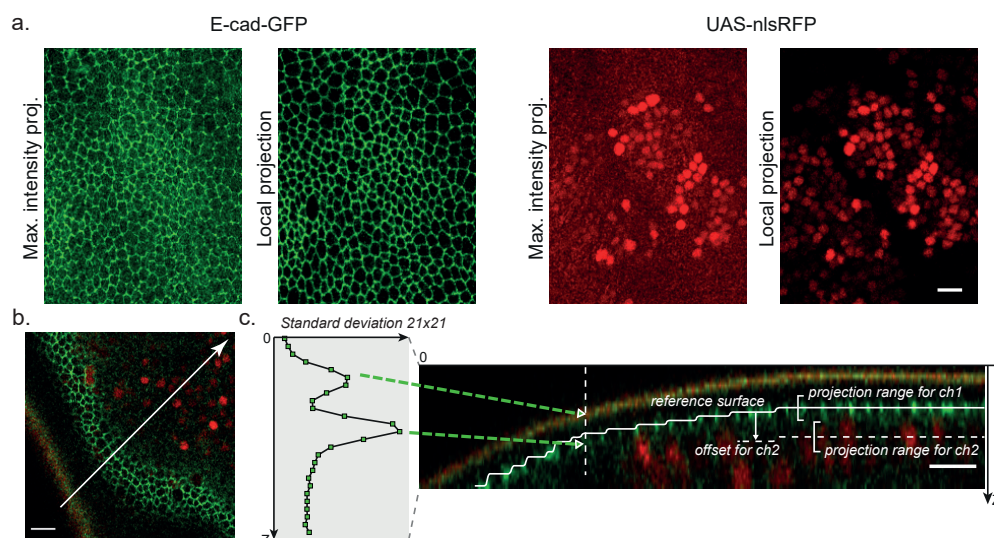 a.
E-cad-GFP
UAS-nlsRFP
Max. intensity proj.
Local projection
Max. intensity proj.
Local projection
b.
c.
Standard deviation 21x21
0
0
reference surface
projection range for ch1
offset for ch2
projection range for ch2